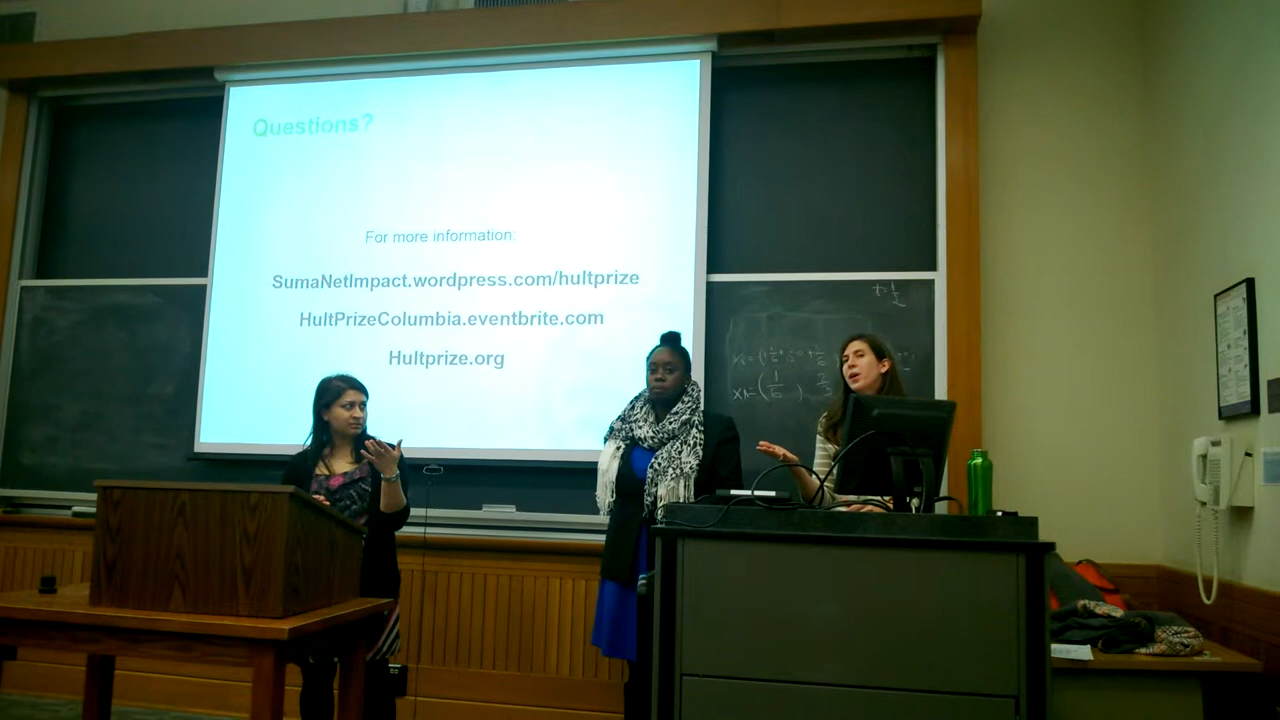 Questions?
For more information:
SumaNetImpact.wordpress.com/hultprize
HultPrizeColumbia.eventbrite.com
Hultprize.org